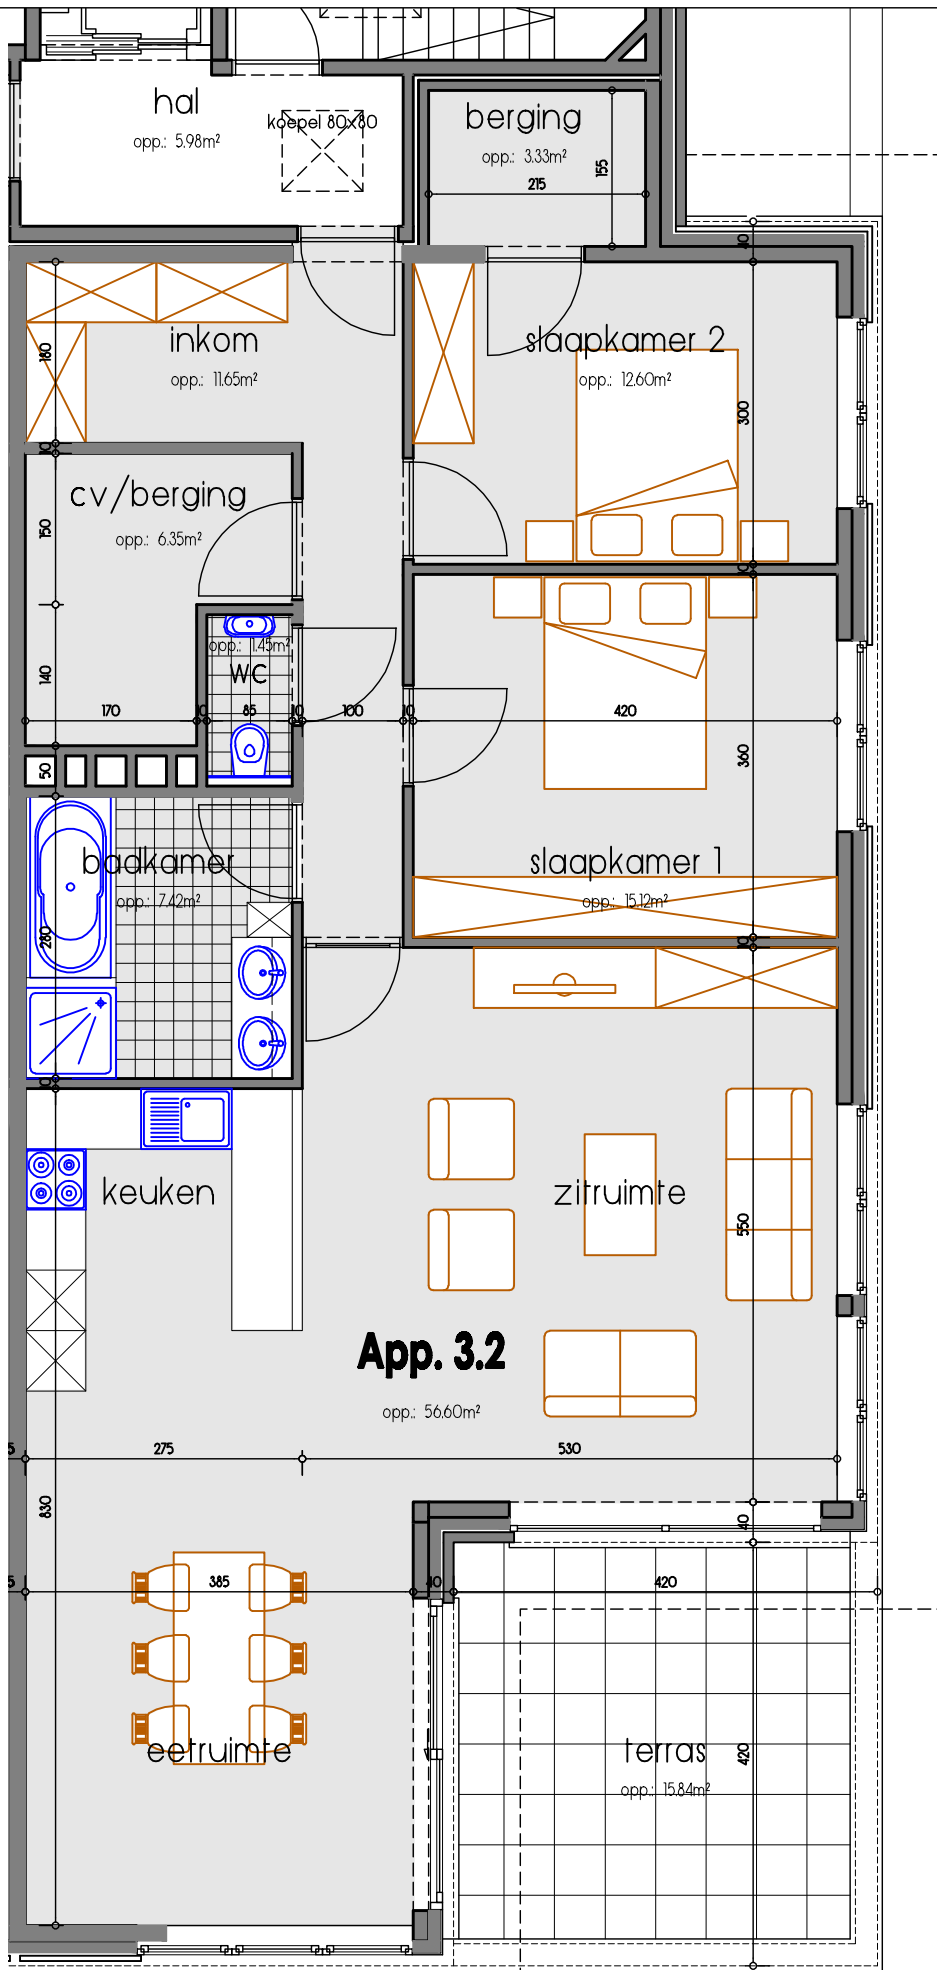 hal
opp.: 5.98m²
koepel 80x80
berging
opp.: 3.33m²
155
215
40
inkom
opp.: 11.65m²
180
slaapkamer 2
opp.: 12.60m²
300
10
cv/berging
opp.: 6.35m²
150
10
opp.: 1.45m²
wc
140
170
10
85
10
100
10
420
360
50
badkamer
opp.: 7.42m²
280
slaapkamer 1
opp.: 15.12m²
10
10
keuken
zitruimte
550
App. 3.2
opp.: 56.60m²
5
275
530
830
40
5
385
40
420
eetruimte
terras
opp.: 15.84m²
420